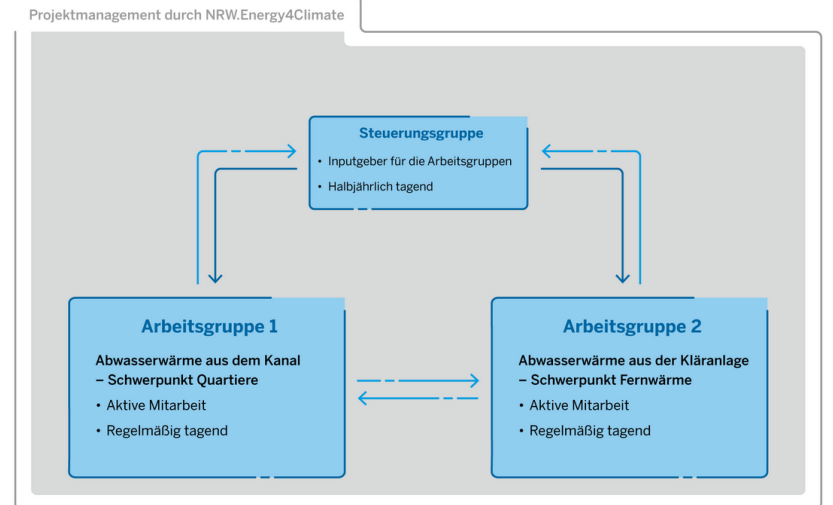 Projektmanagement durch NRW.Energy4Climate
Steuerungsgruppe
• Inputgeber für die Arbeitsgruppen
• Halbjährlich tagend
Arbeitsgruppe 1
Abwasserwärme aus dem Kanal
– Schwerpunkt Quartiere
• Aktive Mitarbeit
• Regelmäßig tagend
Arbeitsgruppe 2
Abwasserwärme aus der Kläranlage
– Schwerpunkt Fernwärme
• Aktive Mitarbeit
• Regelmäßig tagend